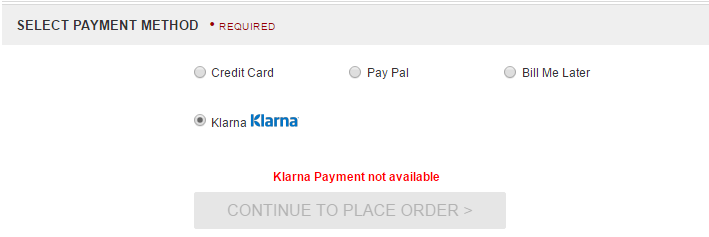 SELECT PAYMENT METHOD • REQUIRED
Credit Card Pay Pal Bill Me Later
Klarna Klarna
Klarna Payment not available
CONTINUE TO PLACE ORDER >